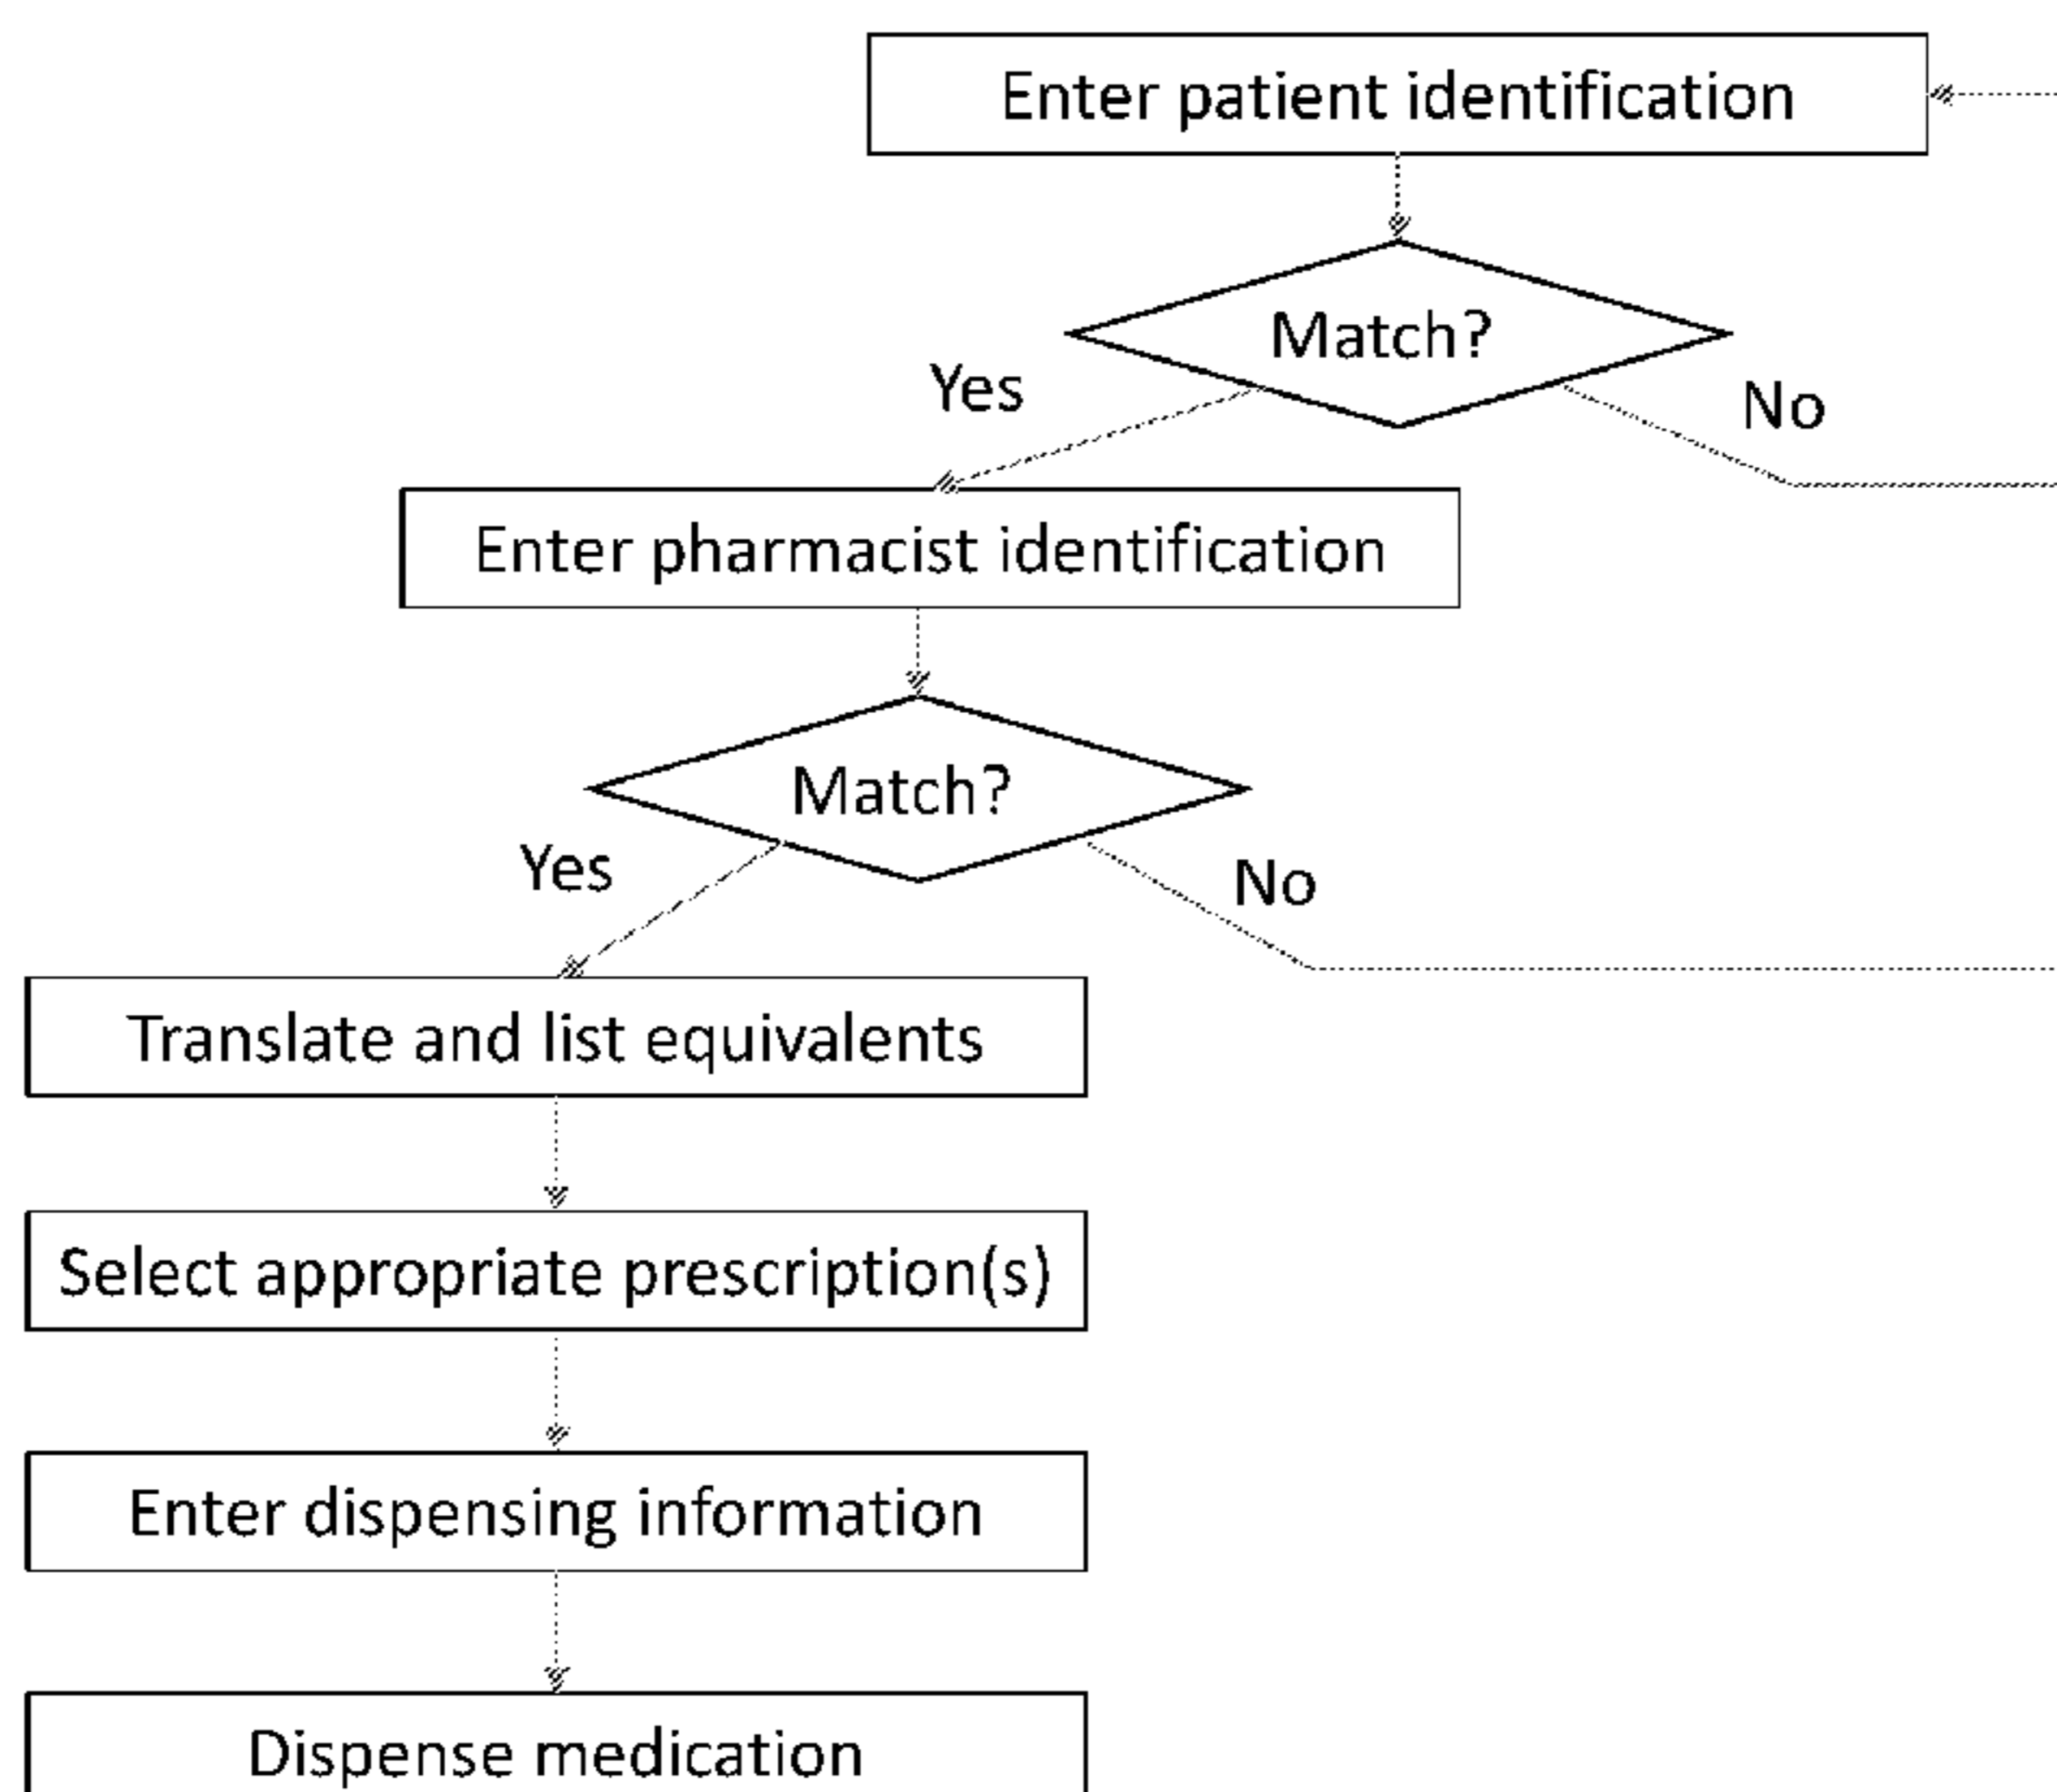 Enter patient identification
Match?
Yes
No
Enter pharmacist identification
Match?
Yes
No
Translate and list equivalents
Select appropriate prescription(s)
Enter dispensing information
Dispense medication